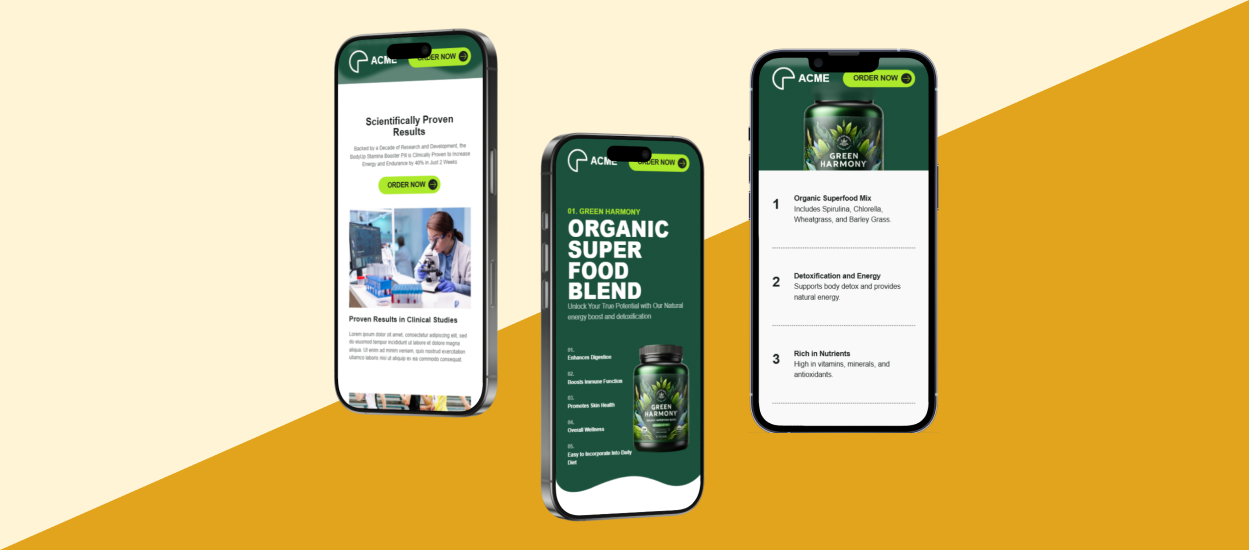 ACME
ORDER NOW
Scientifically Proven
Results
Backed by a Decade of Research and Development, the
BodyUp Stamina Booster Pill is Clinically Proven to Increase
Energy and Endurance by 40% in Just 2 Weeks
ORDER NOW
Proven Results in Clinical Studies
Lorem ipsum dolor sit amet, consectetur adipiscing elit, sed
do eiusmod tempor incididunt ut labore et dolore magna
aliqua. Ut enim ad minim veniam, quis nostrud exercitation
ullamco laboris nisi ut aliquip ex ea commodo consequat.
ACME
ORDER NOW
01. GREEN HARMONY
ORGANIC
SUPER
FOOD
BLEND
Unlock Your True Potential with Our Natural
energy boost and detoxification
01.
Enhances Digestion
02.
Boosts Immune Function
03.
Promotes Skin Health
04.
Overall Wellness
05.
Easy to Incorporate Into Daily
Diet
GREEN
HARMONY
ACME
ORDER NOW
GREEN
HARMONY
1
Organic Superfood Mix
Includes Spirulina, Chlorella,
Wheatgrass, and Barley Grass.
2
Detoxification and Energy
Supports body detox and provides
natural energy.
3
Rich in Nutrients
High in vitamins, minerals, and
antioxidants.